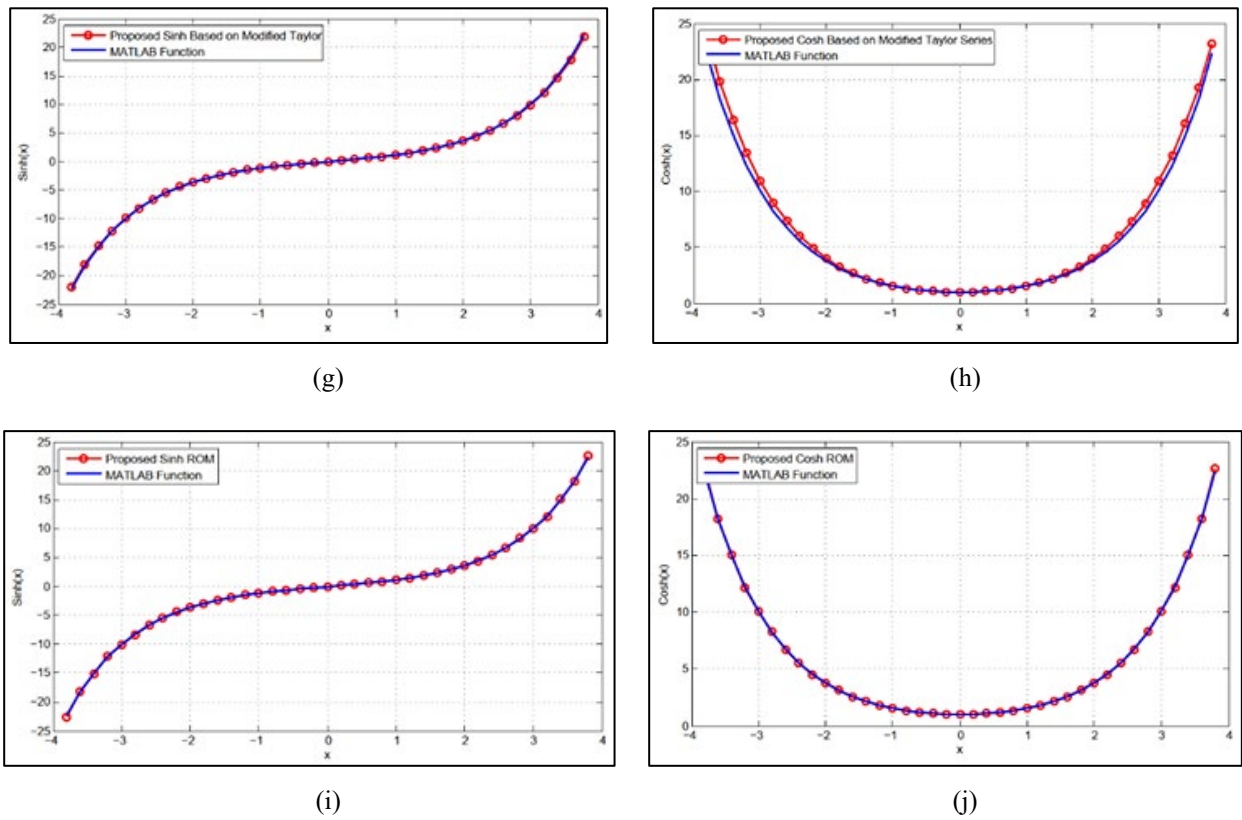 25
20
15
10
5
0
−5
−10
−15
−20
−25
Sinh(x)
Proposed Sinh Based on Modified Taylor
MATLAB Function
−4 −3 −2 −1 0 1 2 3 4
x
(g)
25
20
15
10
5
0
Cosh(x)
Proposed Cosh Based on Modified Taylor Series
MATLAB Function
−4 −3 −2 −1 0 1 2 3 4
x
(h)
25
20
15
10
5
0
−5
−10
−15
−20
−25
Sinh(x)
Proposed Sinh ROM
MATLAB Function
−4 −3 −2 −1 0 1 2 3 4
x
(i)
25
20
15
10
5
0
Cosh(x)
Proposed Cosh ROM
MATLAB Function
−4 −3 −2 −1 0 1 2 3 4
x
(j)